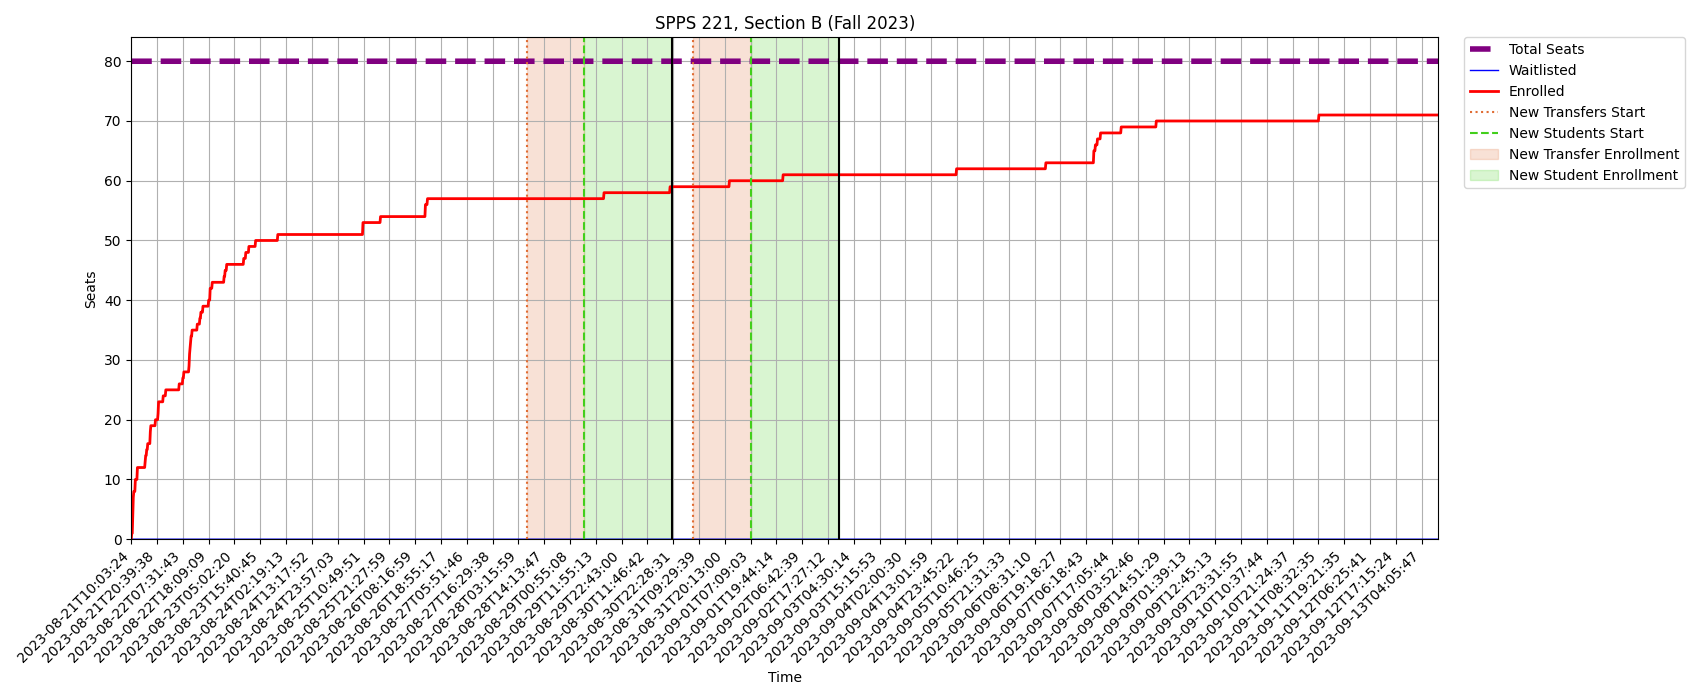 SPPS 221, Section B (Fall 2023)
Total Seats
Waitlisted
Enrolled
New Transfers Start
New Students Start
New Transfer Enrollment
New Student Enrollment
Seats
80
70
60
50
40
30
20
10
0
2023-08-21T10:03:24
2023-08-21T20:39:38
2023-08-22T07:31:43
2023-08-22T18:09:09
2023-08-23T05:02:20
2023-08-23T15:40:45
2023-08-24T02:19:13
2023-08-24T13:17:52
2023-08-24T23:57:03
2023-08-25T10:49:51
2023-08-25T21:27:59
2023-08-26T08:16:59
2023-08-26T18:55:17
2023-08-27T05:51:46
2023-08-27T16:29:38
2023-08-28T03:15:59
2023-08-28T14:13:47
2023-08-29T00:55:08
2023-08-29T11:55:13
2023-08-29T22:43:00
2023-08-30T11:46:42
2023-08-30T22:28:31
2023-08-31T09:29:39
2023-08-31T20:13:00
2023-09-01T07:09:03
2023-09-01T19:44:14
2023-09-02T06:42:39
2023-09-02T17:27:12
2023-09-03T04:30:14
2023-09-03T15:15:53
2023-09-04T02:00:30
2023-09-04T13:01:59
2023-09-04T23:45:22
2023-09-05T10:46:25
2023-09-05T21:31:33
2023-09-06T08:31:10
2023-09-06T19:18:27
2023-09-07T06:18:43
2023-09-07T17:05:44
2023-09-08T03:52:46
2023-09-08T14:51:29
2023-09-09T01:39:13
2023-09-09T12:45:13
2023-09-09T23:31:55
2023-09-10T10:37:44
2023-09-10T21:24:37
2023-09-11T08:32:35
2023-09-11T19:21:35
2023-09-12T06:25:41
2023-09-12T17:15:24
2023-09-13T04:05:47
Time